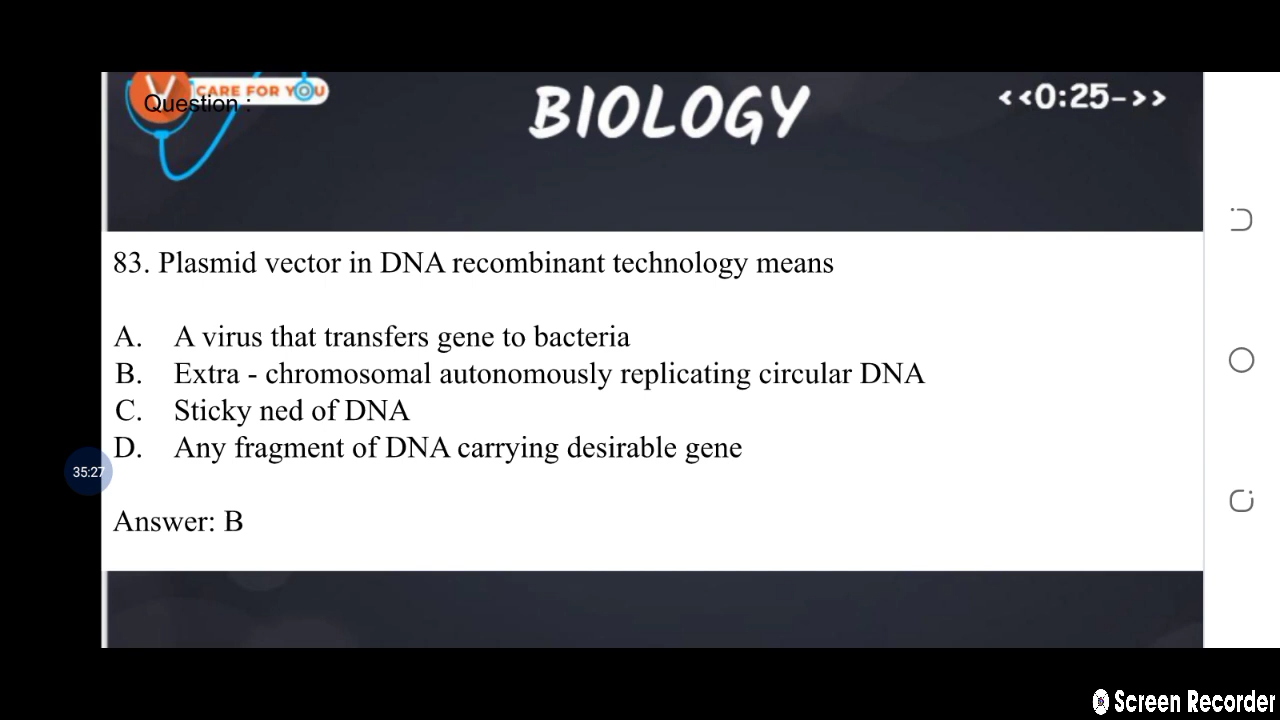 CARE FOR YOU
Question :
BIOLOGY
<<0:25->>
83. Plasmid vector in DNA recombinant technology means
A. A virus that transfers gene to bacteria
B. Extra - chromosomal autonomously replicating circular DNA
C. Sticky ned of DNA
D. Any fragment of DNA carrying desirable gene
35:27
Answer: B
Screen Recorder